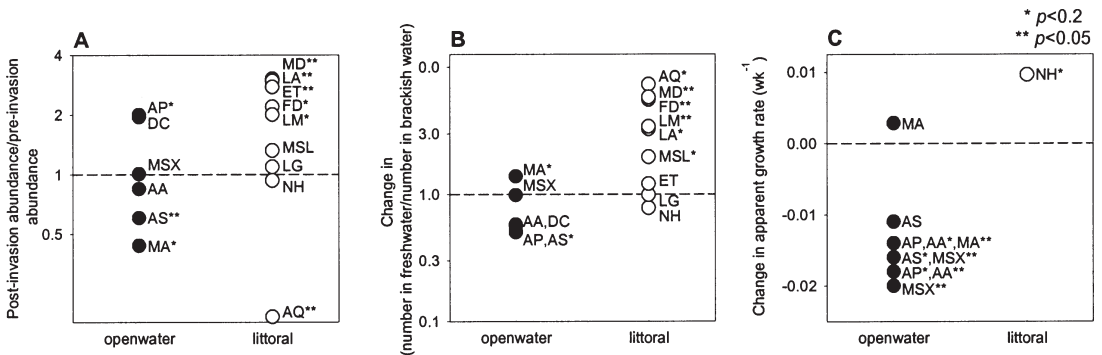 * p<0.2
** p<0.05
A
Post-invasion abundance/pre-invasion
abundance
4
2
1
0.5
MD**
LA**
ET**
FD*
LM*
MSL
LG
NH
AQ**
AP*
DC
MSX
AA
AS**
MA*
openwater
littoral
B
Change in
(number in freshwater/number in brackish water)
0.0
3.0
1.0
0.3
0.1
AQ*
MD**
FD**
LM**
LA*
MSL*
ET
LG
NH
MA*
MSX
AA,DC
AP,AS*
openwater
littoral
C
Change in apparent growth rate (wk⁻¹)
0.01
0.00
-0.01
-0.02
NH*
MA
AS
AP,AA*,MA**
AS*,MSX**
AP*,AA**
MSX**
openwater
littoral